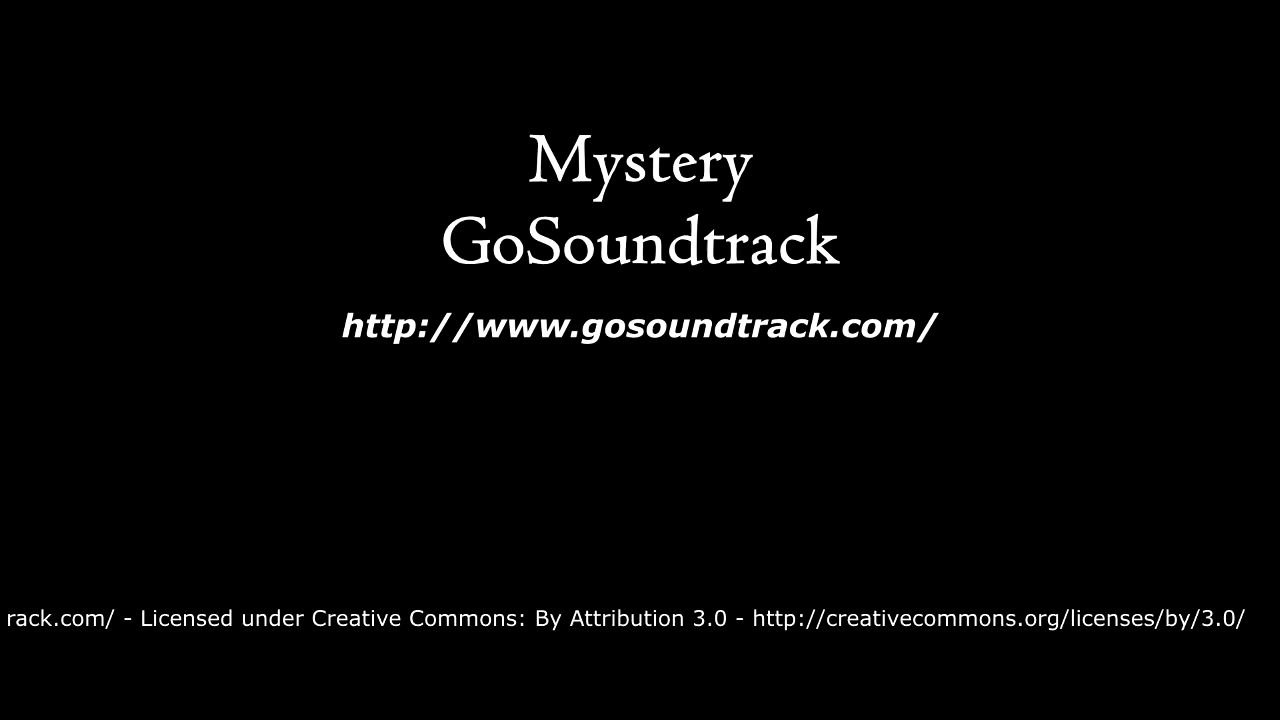 Mystery
GoSoundtrack
http://www.gosoundtrack.com/
rack.com/ - Licensed under Creative Commons: By Attribution 3.0 - http://creativecommons.org/licenses/by/3.0/